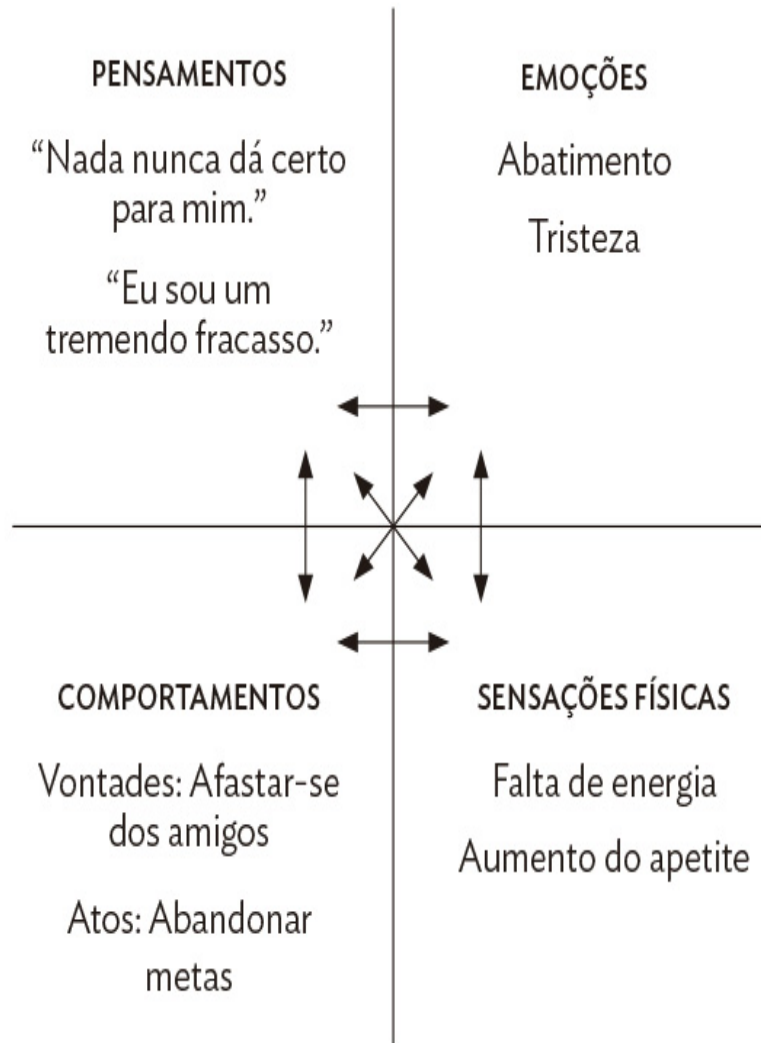 PENSAMENTOS
“Nada nunca dá certo
para mim.”
“Eu sou um
tremendo fracasso.”
EMOÇÕES
Abatimento
Tristeza
COMPORTAMENTOS
Vontades: Afastar-se
dos amigos
Atos: Abandonar
metas
SENSAÇÕES FÍSICAS
Falta de energia
Aumento do apetite